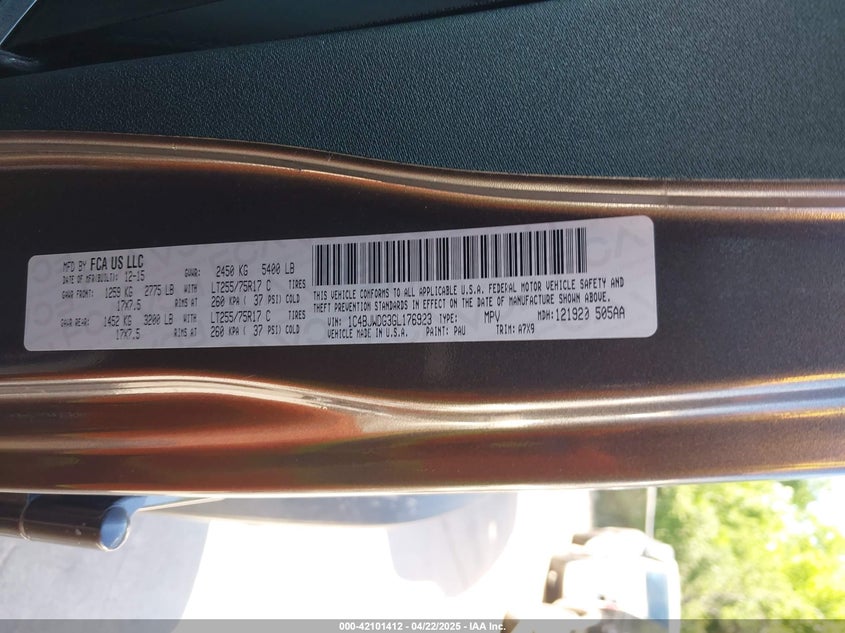 MFD BY FCA US LLC
DATE OF MFR(BUILT): 12-15 GVWR: 2450 KG 5400 LB
GAWR FRONT: 1259 KG 2775 LB WITH LT255/75R17 C TIRES
17X7.5 RIMS AT 260 KPA ( 37 PSI) COLD
GAWR REAR: 1452 KG 3200 LB WITH LT255/75R17 C TIRES
17X7.5 RIMS AT 260 KPA ( 37 PSI) COLD
THIS VEHICLE CONFORMS TO ALL APPLICABLE U.S.A. FEDERAL MOTOR VEHICLE SAFETY AND
THEFT PREVENTION STANDARDS IN EFFECT ON THE DATE OF MANUFACTURE SHOWN ABOVE.
VIN: 1C4BJWDG3GL176923 TYPE: MPV MDH:121920 505AA
VEHICLE MADE IN U.S.A. PAINT: PAU TRIM: A7X9
000-42101412 - 04/22/2025 - IAA Inc.